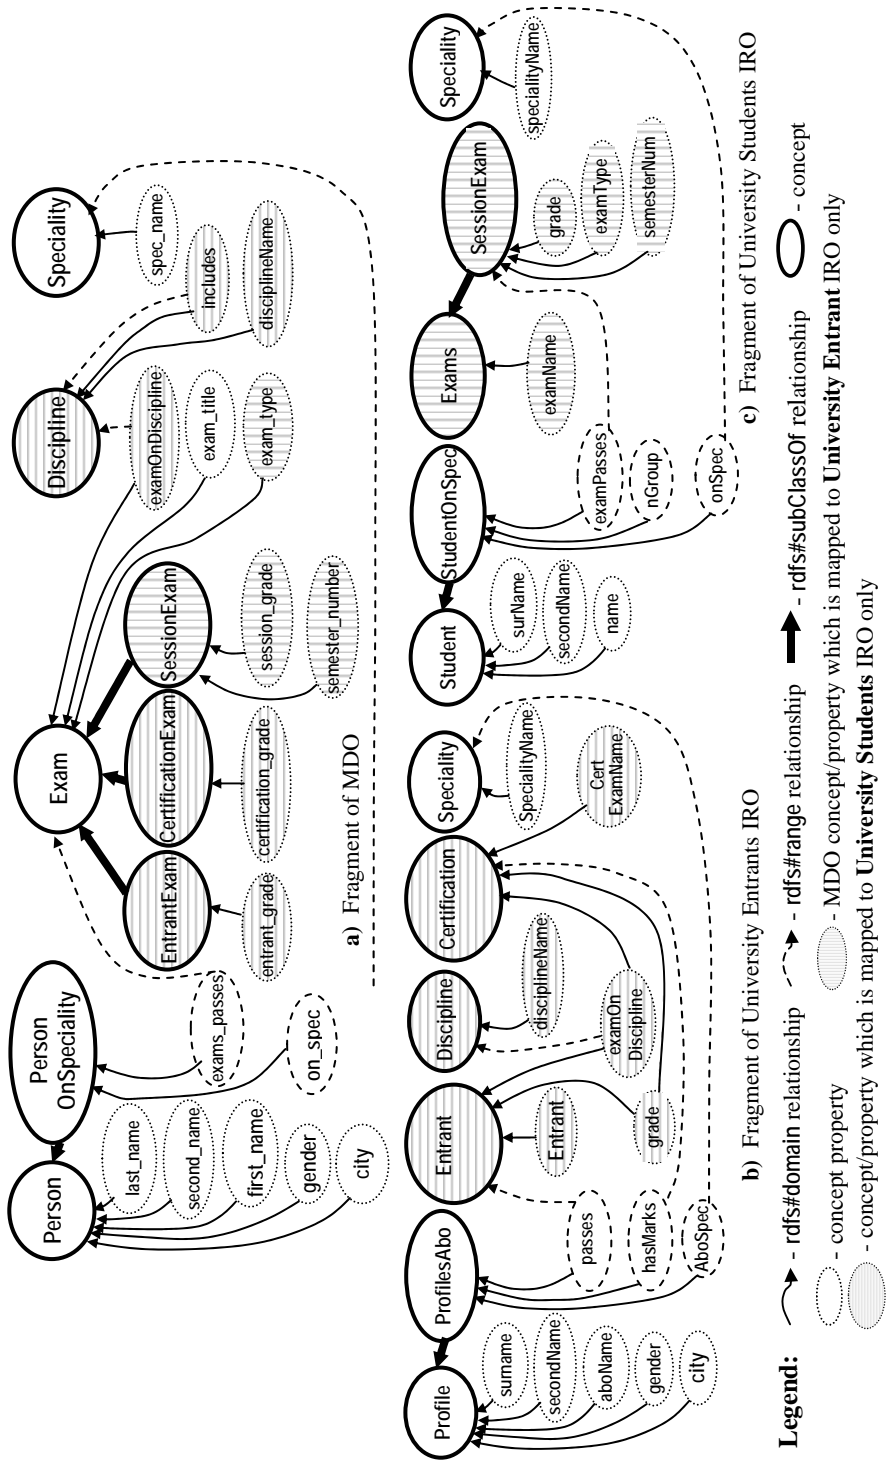 Person
Person
OnSpeciality
last_name
second_name
first_name
gender
city
exams_passes
on_spec
Exam
EntrantExam
CertificationExam
SessionExam
entrant_grade
certification_grade
session_grade
semester_number
Discipline
examOnDiscipline
exam_title
exam_type
Speciality
spec_name
includes
disciplineName
a) Fragment of MDO
Profile
ProfilesAbo
surname
secondName
aboName
gender
city
passes
hasMarks
AboSpec
Entrant
Entrant
grade
Discipline
disciplineName
examOn
Discipline
Certification
Cert
ExamName
Speciality
SpecialityName
b) Fragment of University Entrants IRO
Student
StudentOnSpec
surName
secondName
name
examPasses
nGroup
onSpec
Exams
examName
SessionExam
grade
examType
semesterNum
Speciality
specialityName
c) Fragment of University Students IRO
Legend:
- rdfs#domain relationship
- rdfs#range relationship
- rdfs#subClassOf relationship
- concept
- concept property
- MDO concept/property which is mapped to University Entrant IRO only
- concept/property which is mapped to University Students IRO only